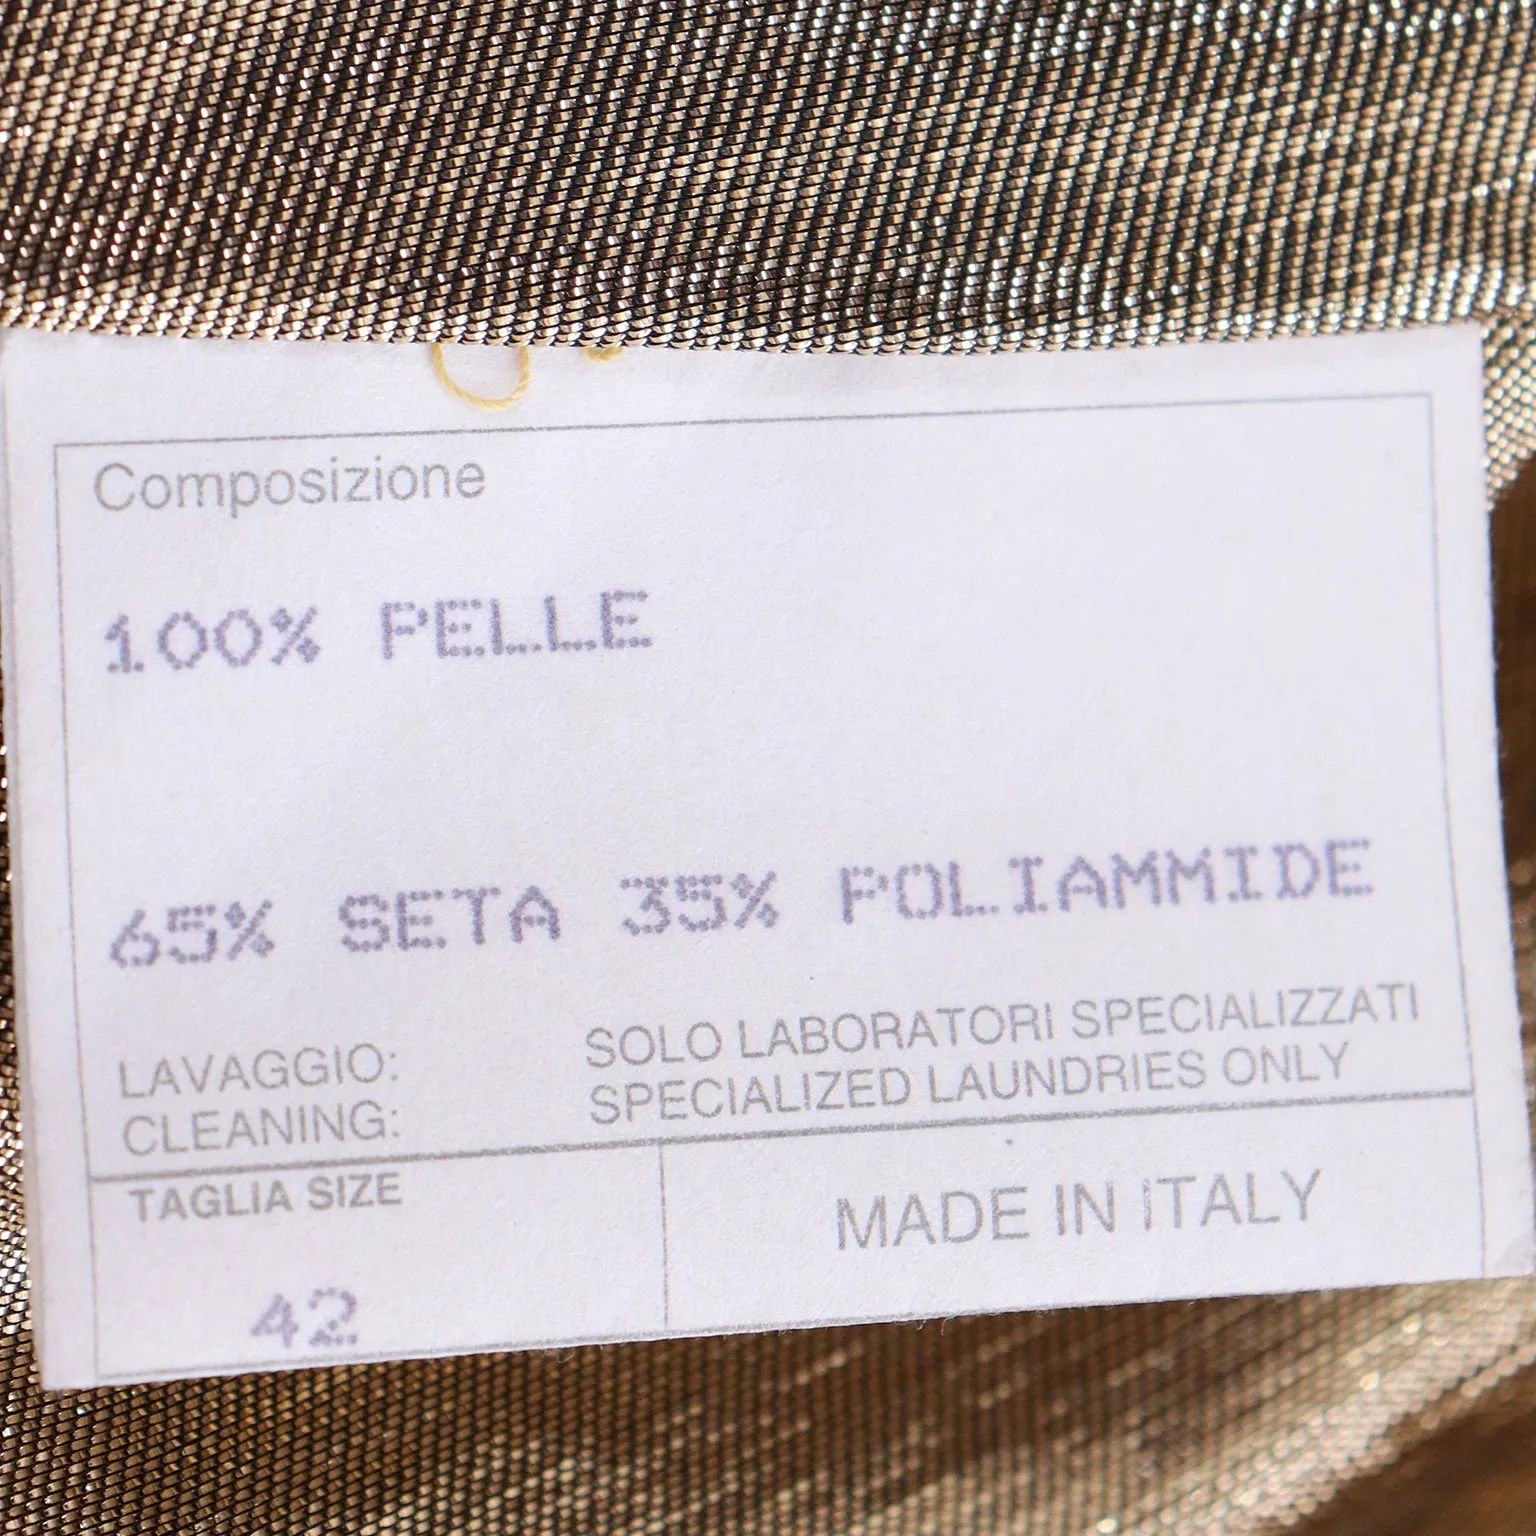 Composizione
100% PELLE
65% SETA 35% POLIAMMIDE
LAVAGGIO: SOLO LABORATORI SPECIALIZZATI
CLEANING: SPECIALIZED LAUNDRIES ONLY
TAGLIA SIZE
42
MADE IN ITALY